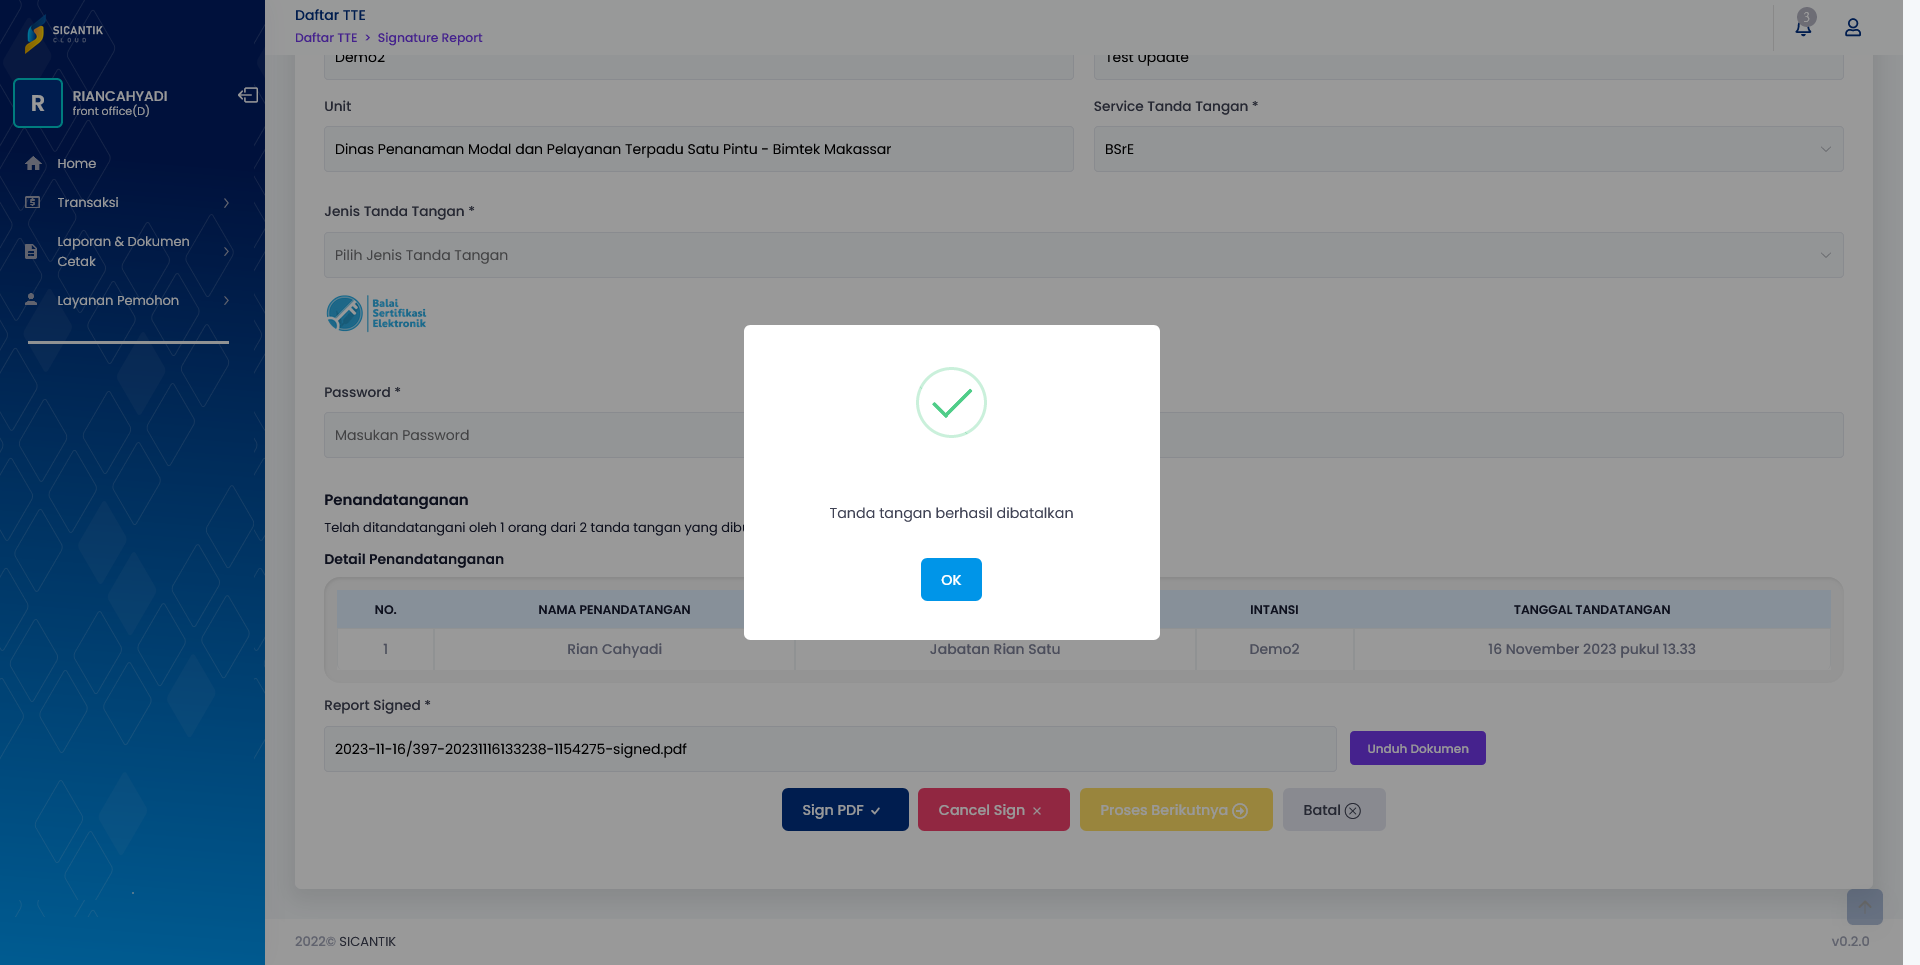 SICANTIK
CLOUD
R
RIANCAHYADI
front office(D)
Home
Transaksi
Laporan & Dokumen
Cetak
Layanan Pemohon
Daftar TTE
Daftar TTE > Signature Report
3
Demo2
Test Update
Unit
Service Tanda Tangan *
Dinas Penanaman Modal dan Pelayanan Terpadu Satu Pintu - Bimtek Makassar
BSrE
Jenis Tanda Tangan *
Pilih Jenis Tanda Tangan
Balai
Sertifikasi
Elektronik
Password *
Masukan Password
Penandatanganan
Telah ditandatangani oleh 1 orang dari 2 tanda tangan yang
Detail Penandatanganan
NO. NAMA PENANDATANGAN INTANSI TANGGAL TANDATANGAN
1 Rian Cahyadi Jabatan Rian Satu Demo2 16 November 2023 pukul 13.33
Tanda tangan berhasil dibatalkan
OK
Report Signed *
2023-11-16/397-20231116133238-1154275-signed.pdf
Unduh Dokumen
Sign PDF
Cancel Sign
Proses Berikutnya
Batal
2022© SICANTIK
v0.2.0